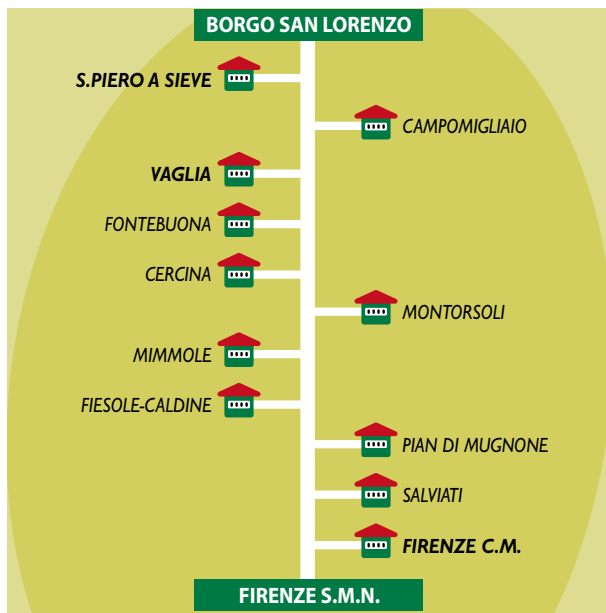 BORGO SAN LORENZO
S.PIERO A SIEVE
CAMPOMIGLIAIO
VAGLIA
FONTEBUONA
CERCINA
MONTORSOLI
MIMMOLE
FIESOLE-CALDINE
PIAN DI MUGNONE
SALVIATI
FIRENZE C.M.
FIRENZE S.M.N.